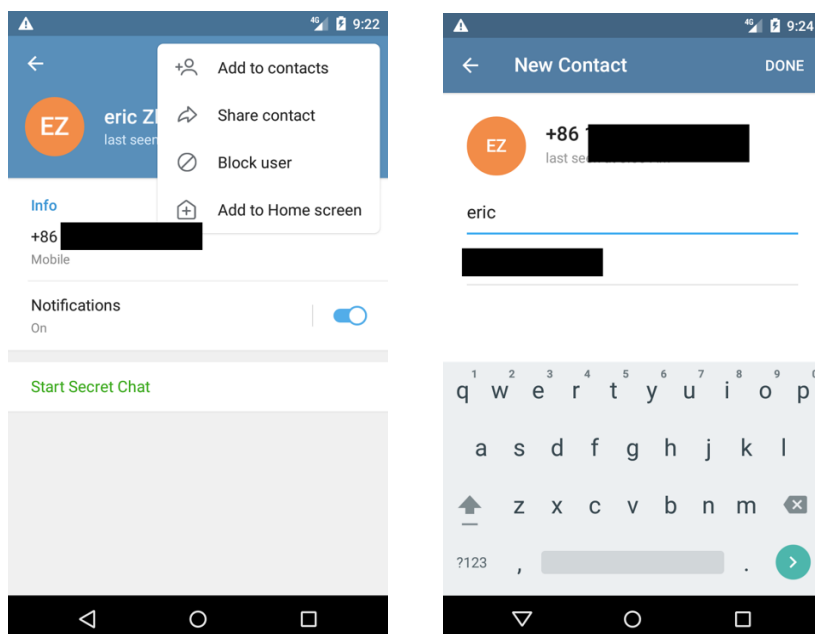 4G 9:22
Add to contacts
EZ
eric Z
last seen
Share contact
Block user
Info
Add to Home screen
+86
Mobile
Notifications
On
Start Secret Chat
4G 9:24
New Contact DONE
EZ
+86
last se
eric
1 2 3 4 5 6 7 8 9 0
q w e r t y u i o p
a s d f g h j k l
z x c v b n m
?123 , .